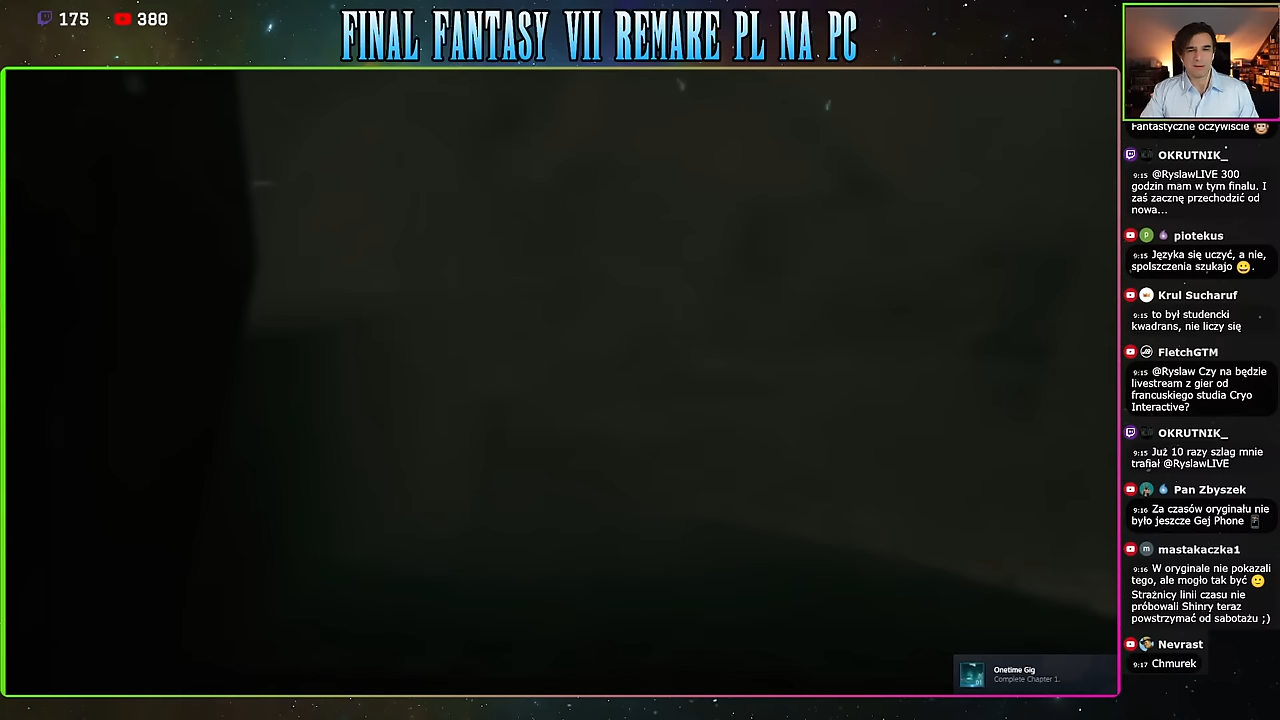 175 380
FINAL FANTASY VII REMAKE PL NA PC
Fantastyczne oczywiście
OKRUTNIK_
9:15 @RyslawLIVE 300
godzin mam w tym finalu. I
zaś zacznę przechodzić od
nowa...
piotekus
9:15 Języka się uczyć, a nie,
spolszczenia szukajo 😀.
Krul Sucharuf
9:15 to był studencki
kwadrans, nie liczy się
FletchGTM
9:15 @Ryslaw Czy na będzie
livestream z gier od
francuskiego studia Cryo
Interactive?
OKRUTNIK_
9:15 Już 10 razy szlag mnie
trafiał @RyslawLIVE
Pan Zbyszek
9:16 Za czasów oryginału nie
było jeszcze Gej Phone 📱
mastakaczka1
9:16 W oryginale nie pokazali
tego, ale mogło tak być 🙂
Strażnicy linii czasu nie
próbowali Shinry teraz
powstrzymać od sabotażu ;)
Nevrast
9:17 Chmurek
Onetime Gig
Complete Chapter 1.